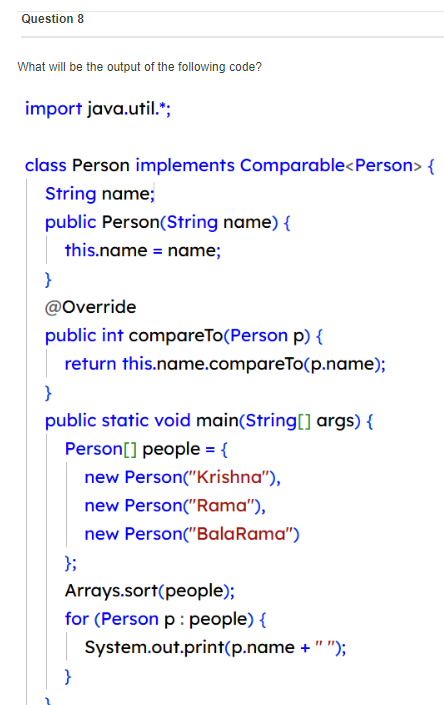 Question 8
What will be the output of the following code?
import java.util.*;
class Person implements Comparable<Person> {
String name;
public Person(String name) {
this.name = name;
}
@Override
public int compareTo(Person p) {
return this.name.compareTo(p.name);
}
public static void main(String[] args) {
Person[] people = {
new Person("Krishna"),
new Person("Rama"),
new Person("BalaRama")
};
Arrays.sort(people);
for (Person p : people) {
System.out.print(p.name + " ");
}
}